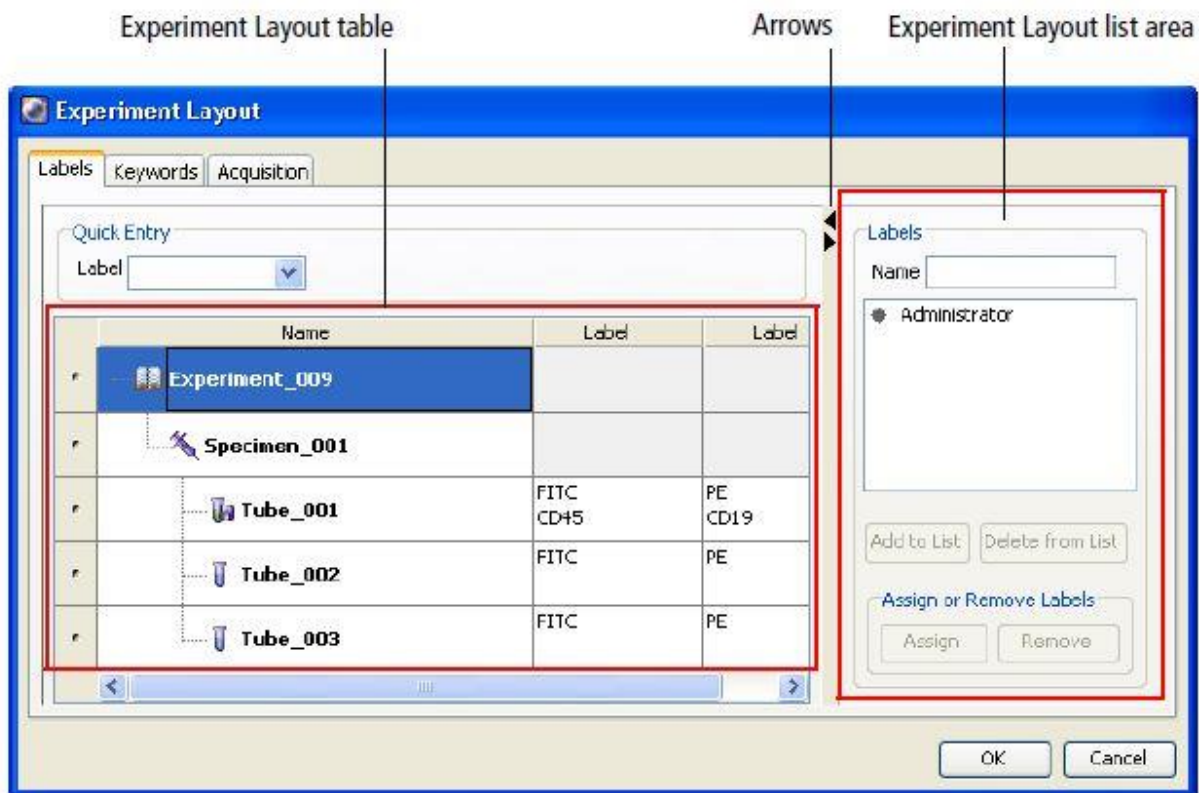 Experiment Layout table Arrows Experiment Layout list area
Experiment Layout
Labels Keywords Acquisition
Quick Entry
Label
Name Label Label
Experiment_009
Specimen_001
Tube_001 FITC PE
CD45 CD19
Tube_002 FITC PE
Tube_003 FITC PE
Labels
Name
Administrator
Add to List Delete from List
Assign or Remove Labels
Assign Remove
OK Cancel